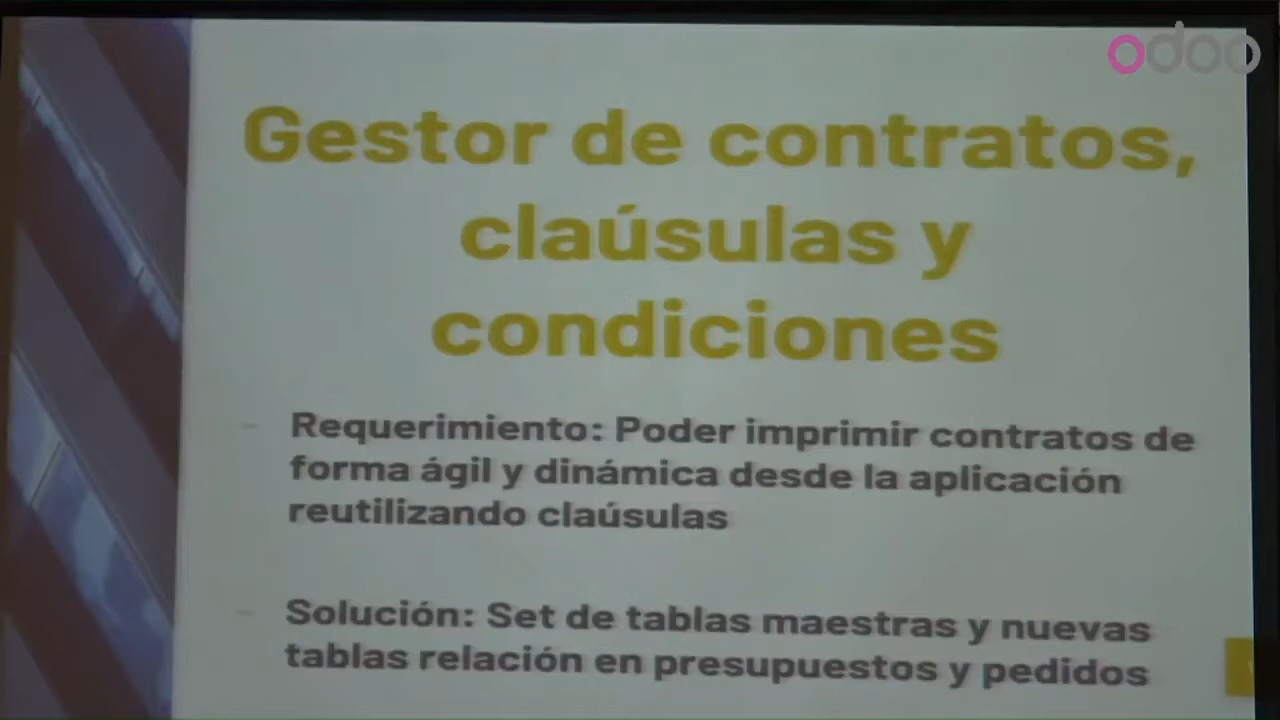 odoo
Gestor de contratos,
claúsulas y
condiciones
- Requerimiento: Poder imprimir contratos de
forma ágil y dinámica desde la aplicación
reutilizando claúsulas
- Solución: Set de tablas maestras y nuevas
tablas relación en presupuestos y pedidos